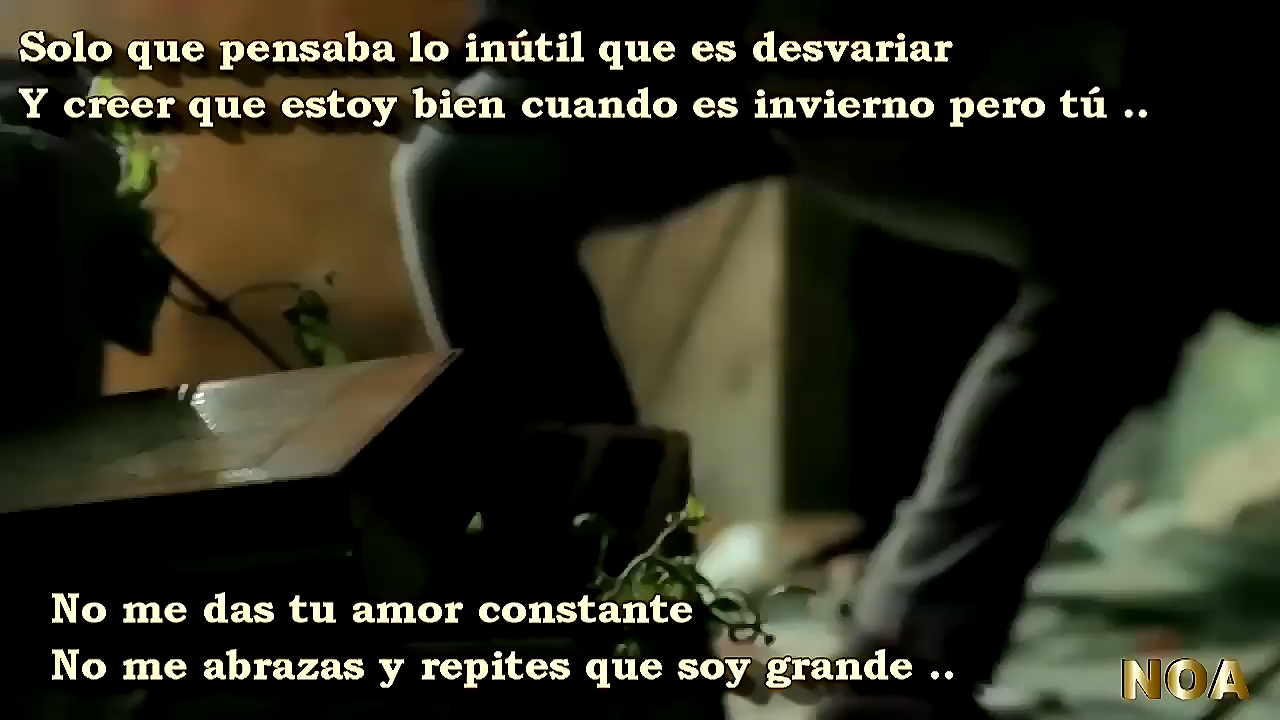 Solo que pensaba lo inútil que es desvariar
Y creer que estoy bien cuando es invierno pero tú ..
No me das tu amor constante
No me abrazas y repites que soy grande ..
NOA